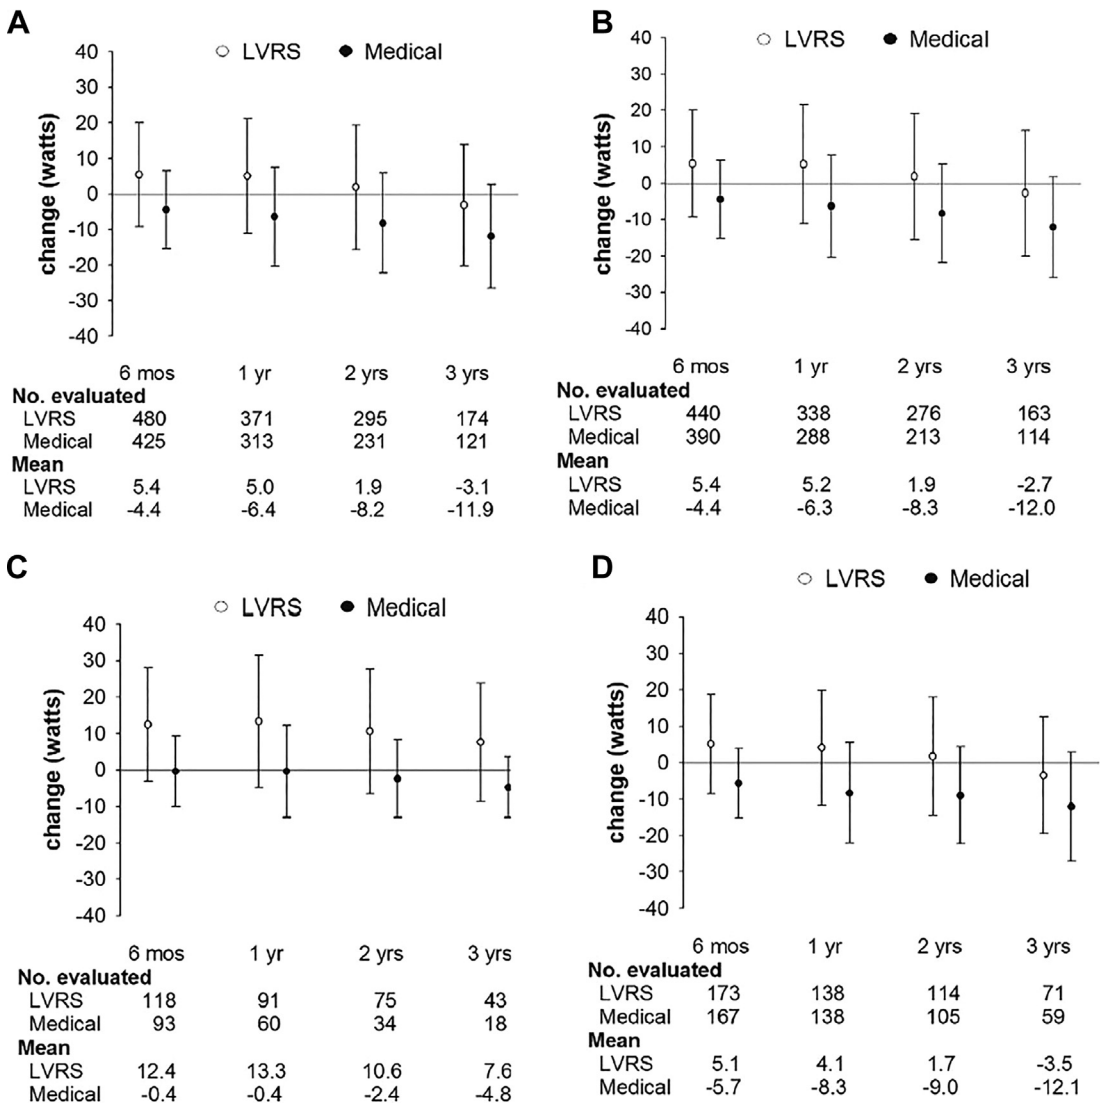 A
LVRS Medical
change (watts)
40
30
20
10
0
-10
-20
-30
-40
6 mos 1 yr 2 yrs 3 yrs
No. evaluated
LVRS 480 371 295 174
Medical 425 313 231 121
Mean
LVRS 5.4 5.0 1.9 -3.1
Medical -4.4 -6.4 -8.2 -11.9
B
LVRS Medical
change (watts)
40
30
20
10
0
-10
-20
-30
-40
6 mos 1 yr 2 yrs 3 yrs
No. evaluated
LVRS 440 338 276 163
Medical 390 288 213 114
Mean
LVRS 5.4 5.2 1.9 -2.7
Medical -4.4 -6.3 -8.3 -12.0
C
LVRS Medical
change (watts)
40
30
20
10
0
-10
-20
-30
-40
6 mos 1 yr 2 yrs 3 yrs
No. evaluated
LVRS 118 91 75 43
Medical 93 60 34 18
Mean
LVRS 12.4 13.3 10.6 7.6
Medical -0.4 -0.4 -2.4 -4.8
D
LVRS Medical
change (watts)
40
30
20
10
0
-10
-20
-30
-40
6 mos 1 yr 2 yrs 3 yrs
No. evaluated
LVRS 173 138 114 71
Medical 167 138 105 59
Mean
LVRS 5.1 4.1 1.7 -3.5
Medical -5.7 -8.3 -9.0 -12.1